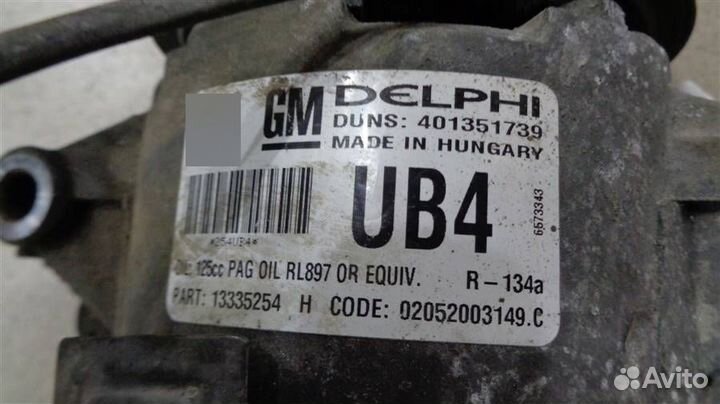 GM DELPHI
DUNS: 401351739
MADE IN HUNGARY
UB4
6573343
*254UB4*
125cc PAG OIL RL897 OR EQUIV. R-134a
PART: 13335254 H CODE: 02052003149.C
Avito